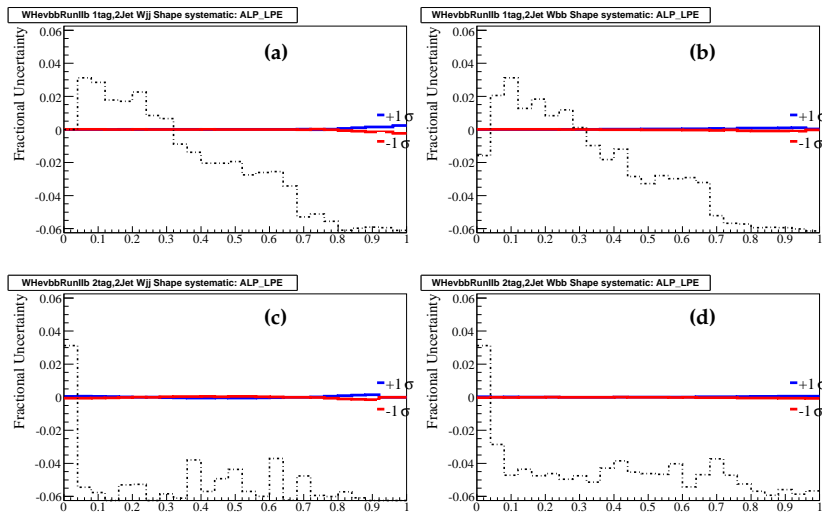 WHevbbRunIIb 1tag,2Jet Wjj Shape systematic: ALP_LPE
Fractional Uncertainty
0.06
0.04
0.02
0
-0.02
-0.04
-0.06
(a)
+1 σ
-1 σ
0 0.1 0.2 0.3 0.4 0.5 0.6 0.7 0.8 0.9 1
WHevbbRunIIb 1tag,2Jet Wbb Shape systematic: ALP_LPE
Fractional Uncertainty
0.06
0.04
0.02
0
-0.02
-0.04
-0.06
(b)
+1 σ
-1 σ
0 0.1 0.2 0.3 0.4 0.5 0.6 0.7 0.8 0.9 1
WHevbbRunIIb 2tag,2Jet Wjj Shape systematic: ALP_LPE
Fractional Uncertainty
0.06
0.04
0.02
0
-0.02
-0.04
-0.06
(c)
+1 σ
-1 σ
0 0.1 0.2 0.3 0.4 0.5 0.6 0.7 0.8 0.9 1
WHevbbRunIIb 2tag,2Jet Wbb Shape systematic: ALP_LPE
Fractional Uncertainty
0.06
0.04
0.02
0
-0.02
-0.04
-0.06
(d)
+1 σ
-1 σ
0 0.1 0.2 0.3 0.4 0.5 0.6 0.7 0.8 0.9 1